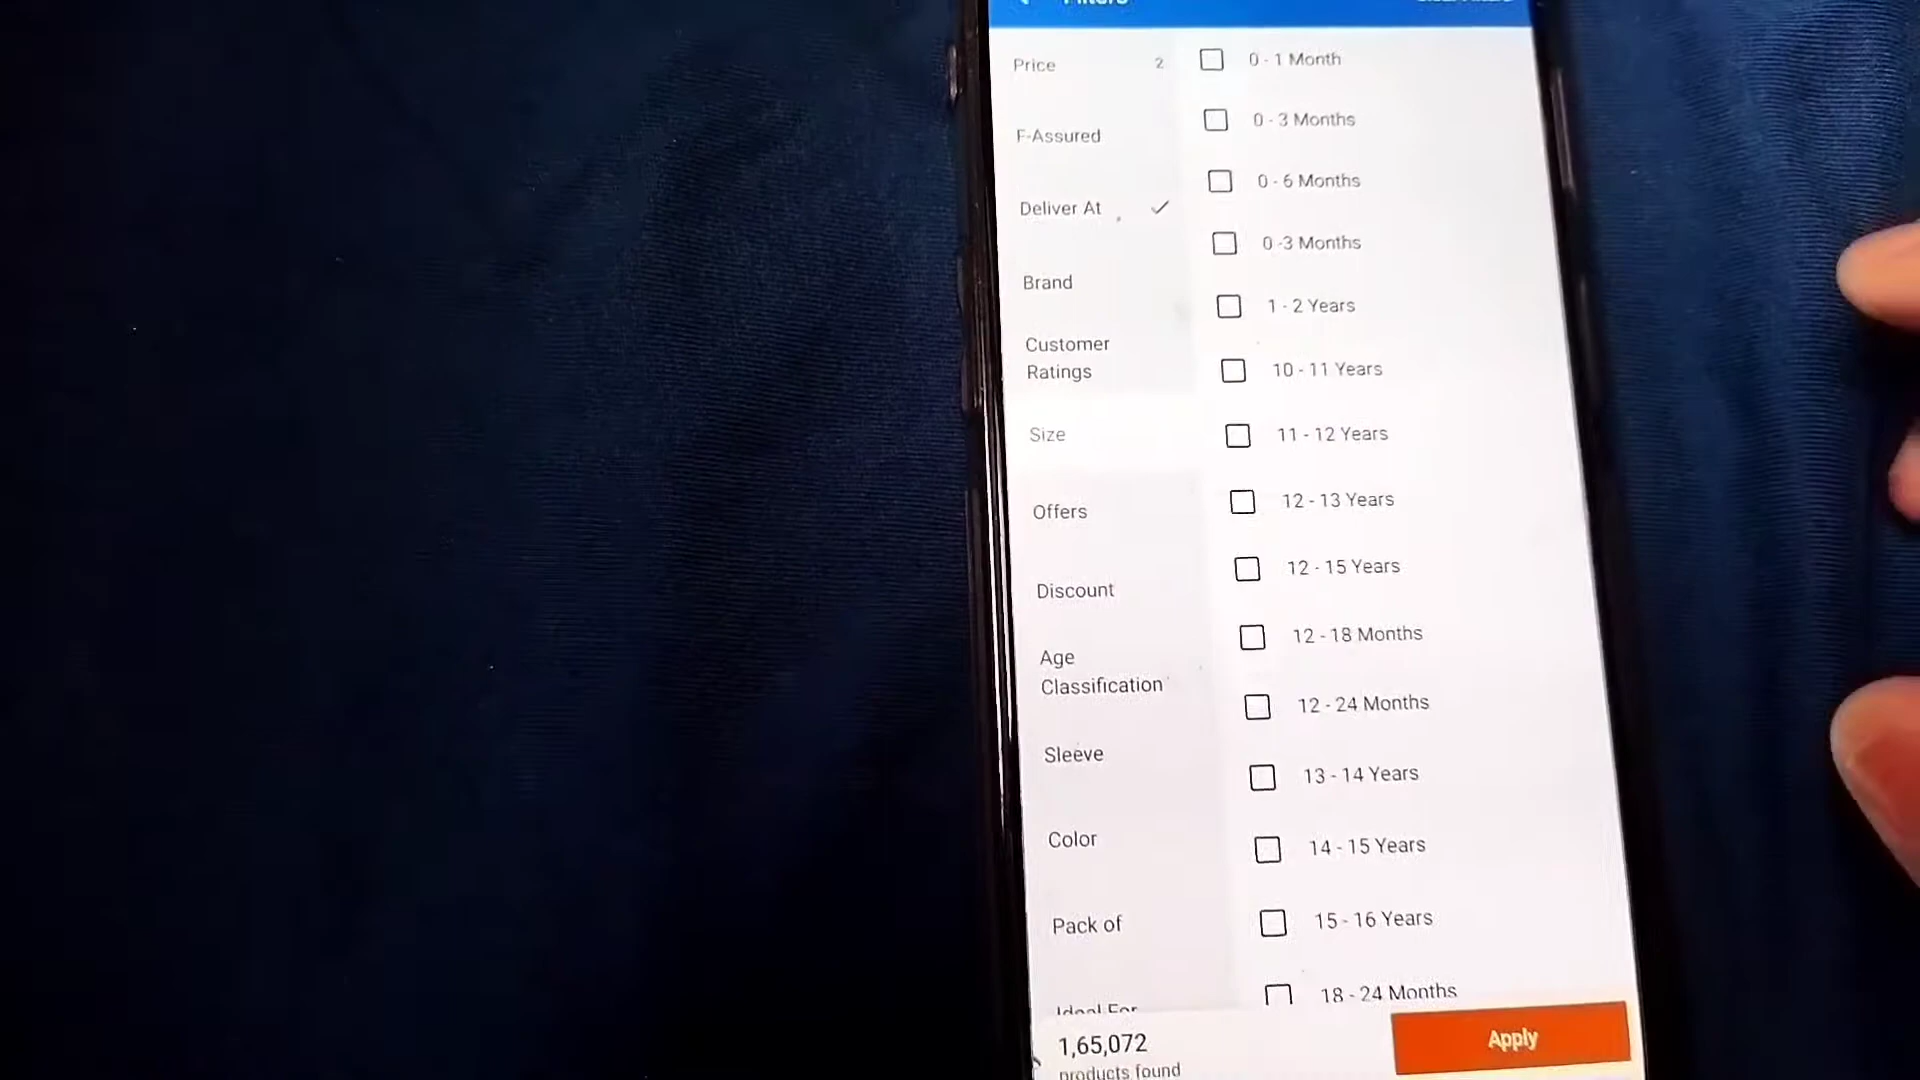 Filters
Price 2
F-Assured
Deliver At
Brand
Customer
Ratings
Size
Offers
Discount
Age
Classification
Sleeve
Color
Pack of
Ideal For
0 - 1 Month
0 - 3 Months
0 - 6 Months
0 -3 Months
1 - 2 Years
10 - 11 Years
11 - 12 Years
12 - 13 Years
12 - 15 Years
12 - 18 Months
12 - 24 Months
13 - 14 Years
14 - 15 Years
15 - 16 Years
18 - 24 Months
1,65,072
products found
Apply